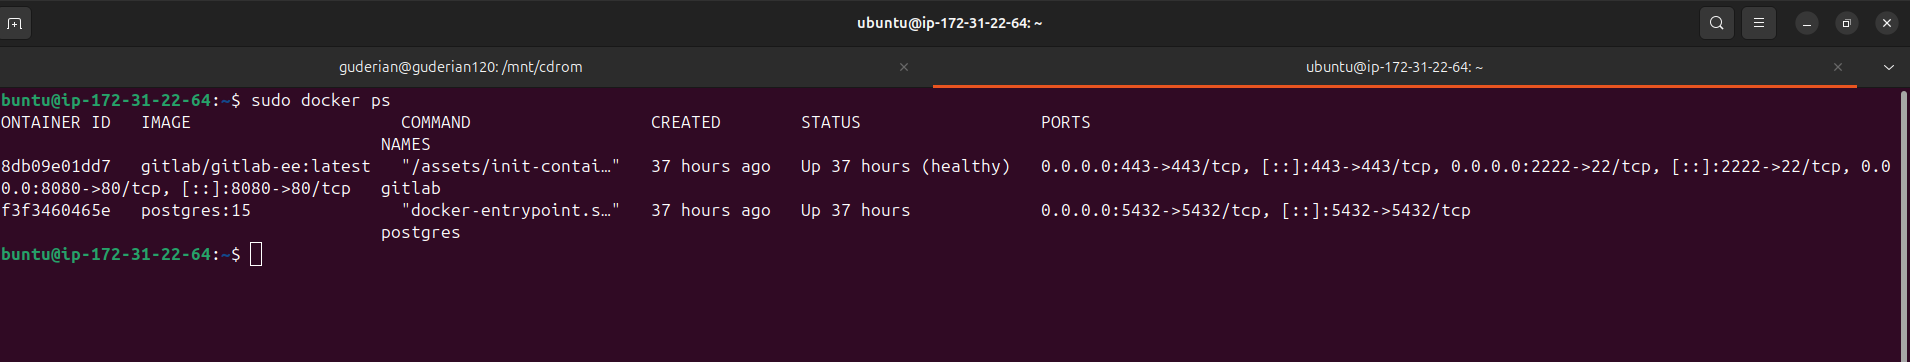 ubuntu@ip-172-31-22-64: ~
guderian@guderian120: /mnt/cdrom
ubuntu@ip-172-31-22-64: ~
buntu@ip-172-31-22-64:~$ sudo docker ps
ONTAINER ID   IMAGE                     COMMAND                  CREATED        STATUS                  PORTS
NAMES
8db09e01dd7   gitlab/gitlab-ee:latest   "/assets/init-contai…"   37 hours ago   Up 37 hours (healthy)   0.0.0.0:443->443/tcp, [::]:443->443/tcp, 0.0.0.0:2222->22/tcp, [::]:2222->22/tcp, 0.0
0.0:8080->80/tcp, [::]:8080->80/tcp   gitlab
f3f3460465e   postgres:15               "docker-entrypoint.s…"   37 hours ago   Up 37 hours             0.0.0.0:5432->5432/tcp, [::]:5432->5432/tcp
postgres
buntu@ip-172-31-22-64:~$